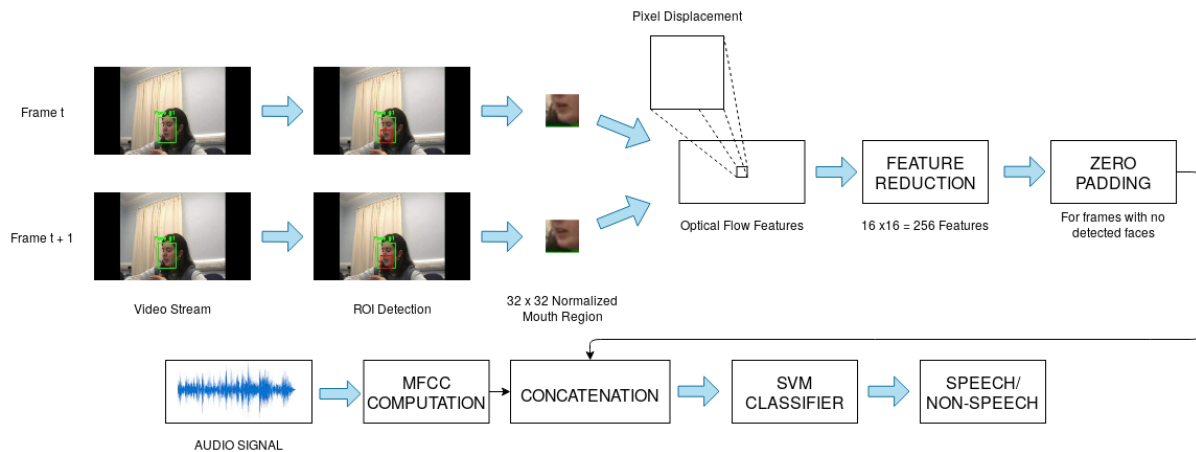 Pixel Displacement
Frame t
Frame t + 1
Video Stream
ROI Detection
32 x 32 Normalized
Mouth Region
Optical Flow Features
FEATURE
REDUCTION
16 x16 = 256 Features
ZERO
PADDING
For frames with no
detected faces
AUDIO SIGNAL
MFCC
COMPUTATION
CONCATENATION
SVM
CLASSIFIER
SPEECH/
NON-SPEECH